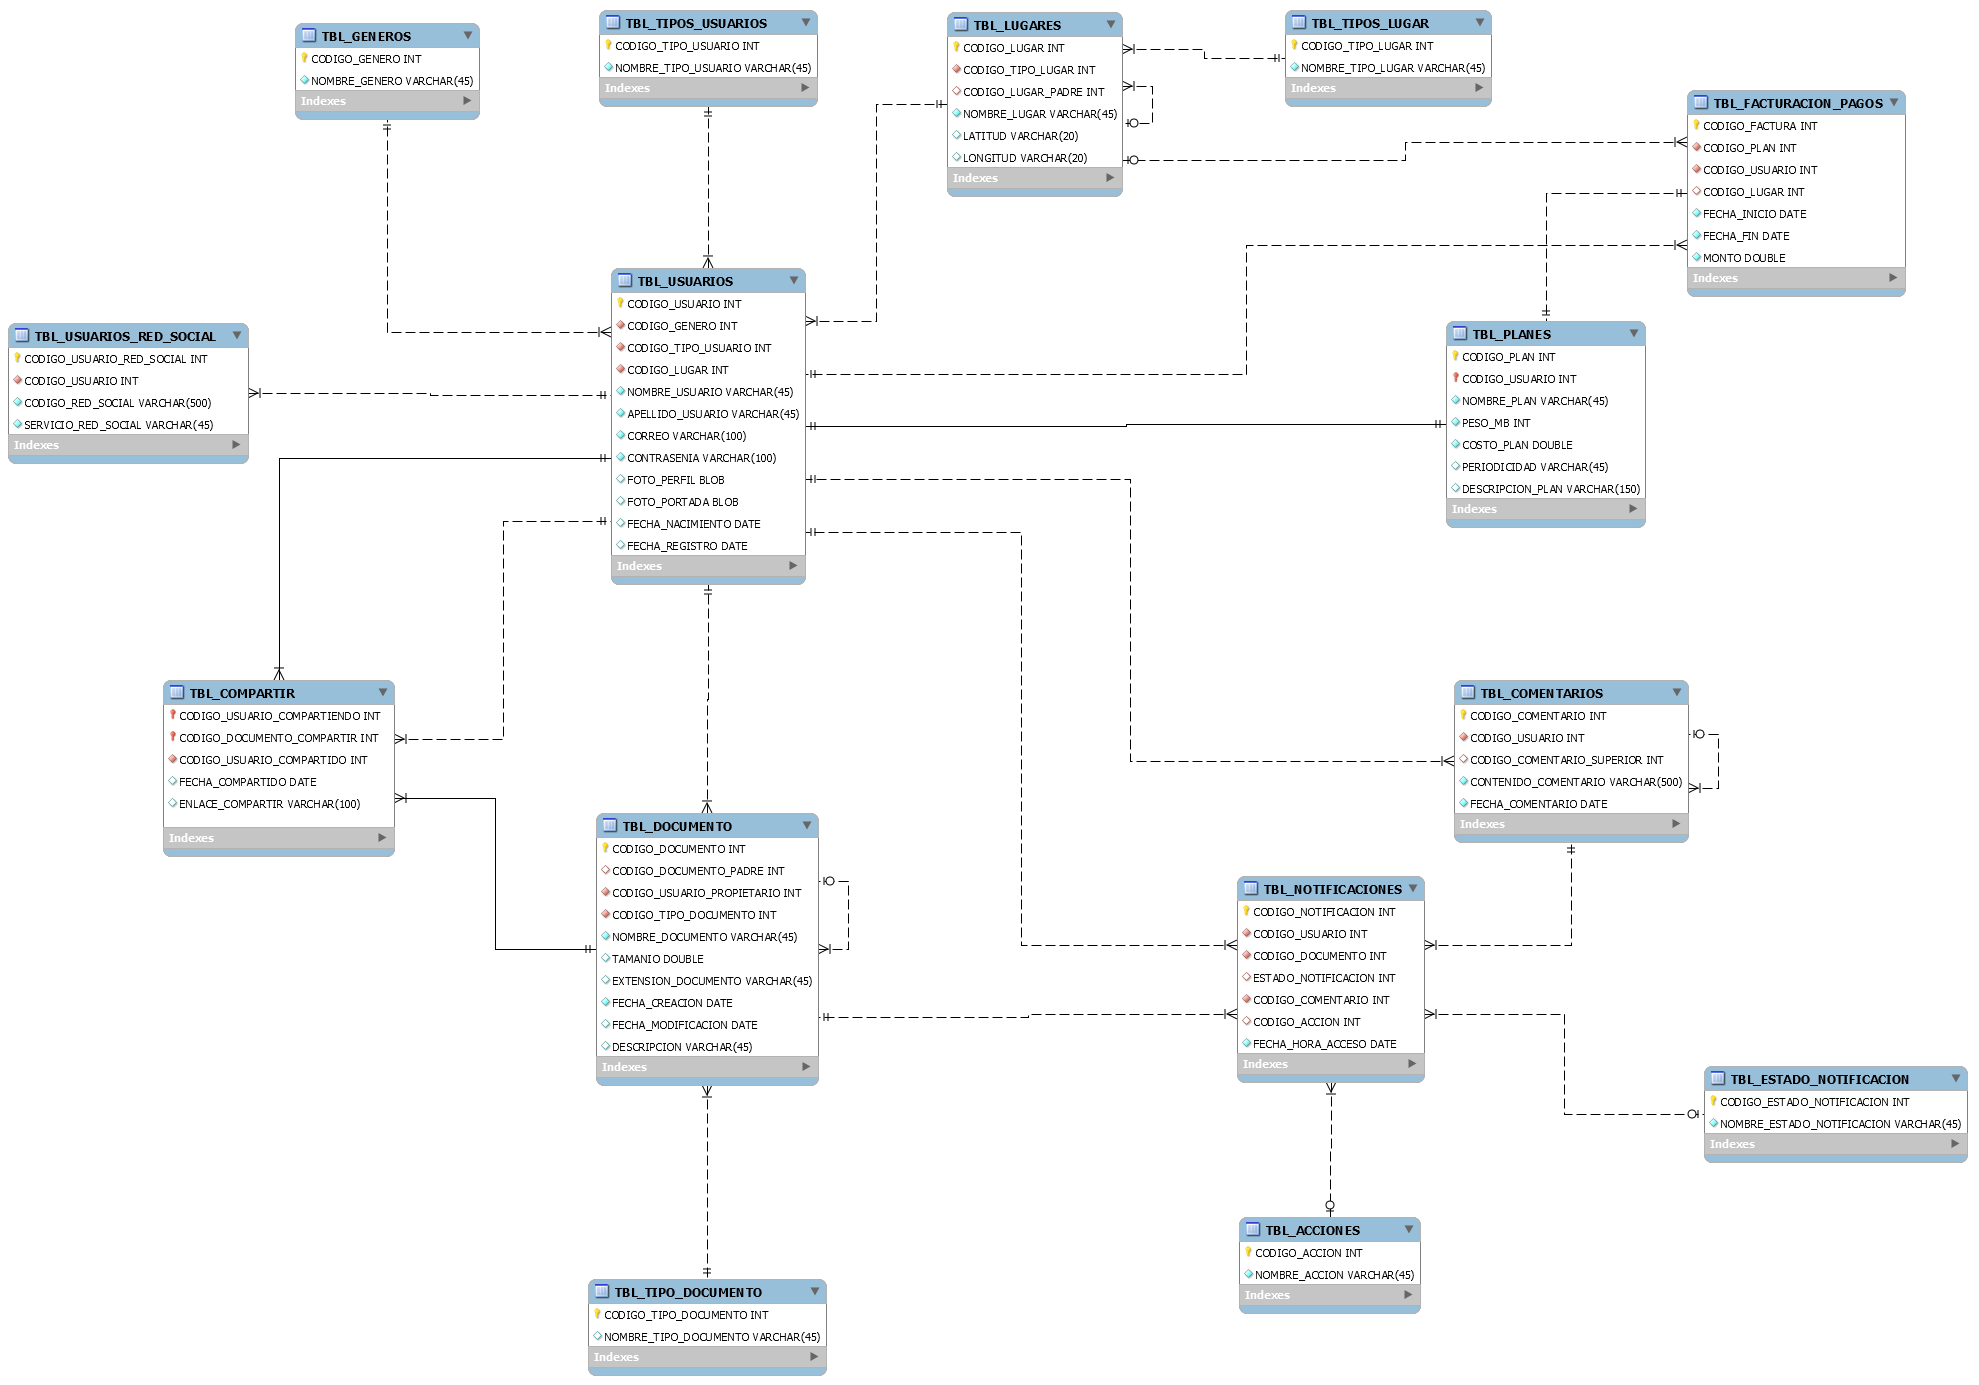 TBL_GENEROS
CODIGO_GENERO INT
NOMBRE_GENERO VARCHAR(45)
Indexes
TBL_TIPOS_USUARIOS
CODIGO_TIPO_USUARIO INT
NOMBRE_TIPO_USUARIO VARCHAR(45)
Indexes
TBL_LUGARES
CODIGO_LUGAR INT
CODIGO_TIPO_LUGAR INT
CODIGO_LUGAR_PADRE INT
NOMBRE_LUGAR VARCHAR(45)
LATITUD VARCHAR(20)
LONGITUD VARCHAR(20)
Indexes
TBL_TIPOS_LUGAR
CODIGO_TIPO_LUGAR INT
NOMBRE_TIPO_LUGAR VARCHAR(45)
Indexes
TBL_FACTURACION_PAGOS
CODIGO_FACTURA INT
CODIGO_PLAN INT
CODIGO_USUARIO INT
CODIGO_LUGAR INT
FECHA_INICIO DATE
FECHA_FIN DATE
MONTO DOUBLE
Indexes
TBL_USUARIOS_RED_SOCIAL
CODIGO_USUARIO_RED_SOCIAL INT
CODIGO_USUARIO INT
CODIGO_RED_SOCIAL VARCHAR(500)
SERVICIO_RED_SOCIAL VARCHAR(45)
Indexes
TBL_USUARIOS
CODIGO_USUARIO INT
CODIGO_GENERO INT
CODIGO_TIPO_USUARIO INT
CODIGO_LUGAR INT
NOMBRE_USUARIO VARCHAR(45)
APELLIDO_USUARIO VARCHAR(45)
CORREO VARCHAR(100)
CONTRASENIA VARCHAR(100)
FOTO_PERFIL BLOB
FOTO_PORTADA BLOB
FECHA_NACIMIENTO DATE
FECHA_REGISTRO DATE
Indexes
TBL_PLANES
CODIGO_PLAN INT
CODIGO_USUARIO INT
NOMBRE_PLAN VARCHAR(45)
PESO_MB INT
COSTO_PLAN DOUBLE
PERIODICIDAD VARCHAR(45)
DESCRIPCION_PLAN VARCHAR(150)
Indexes
TBL_COMPARTIR
CODIGO_USUARIO_COMPARTIENDO INT
CODIGO_DOCUMENTO_COMPARTIR INT
CODIGO_USUARIO_COMPARTIDO INT
FECHA_COMPARTIDO DATE
ENLACE_COMPARTIR VARCHAR(100)
Indexes
TBL_COMENTARIOS
CODIGO_COMENTARIO INT
CODIGO_USUARIO INT
CODIGO_COMENTARIO_SUPERIOR INT
CONTENIDO_COMENTARIO VARCHAR(500)
FECHA_COMENTARIO DATE
Indexes
TBL_DOCUMENTO
CODIGO_DOCUMENTO INT
CODIGO_DOCUMENTO_PADRE INT
CODIGO_USUARIO_PROPIETARIO INT
CODIGO_TIPO_DOCUMENTO INT
NOMBRE_DOCUMENTO VARCHAR(45)
TAMANIO DOUBLE
EXTENSION_DOCUMENTO VARCHAR(45)
FECHA_CREACION DATE
FECHA_MODIFICACION DATE
DESCRIPCION VARCHAR(45)
Indexes
TBL_NOTIFICACIONES
CODIGO_NOTIFICACION INT
CODIGO_USUARIO INT
CODIGO_DOCUMENTO INT
ESTADO_NOTIFICACION INT
CODIGO_COMENTARIO INT
CODIGO_ACCION INT
FECHA_HORA_ACCESO DATE
Indexes
TBL_ESTADO_NOTIFICACION
CODIGO_ESTADO_NOTIFICACION INT
NOMBRE_ESTADO_NOTIFICACION VARCHAR(45)
Indexes
TBL_ACCIONES
CODIGO_ACCION INT
NOMBRE_ACCION VARCHAR(45)
Indexes
TBL_TIPO_DOCUMENTO
CODIGO_TIPO_DOCUMENTO INT
NOMBRE_TIPO_DOCUMENTO VARCHAR(45)
Indexes